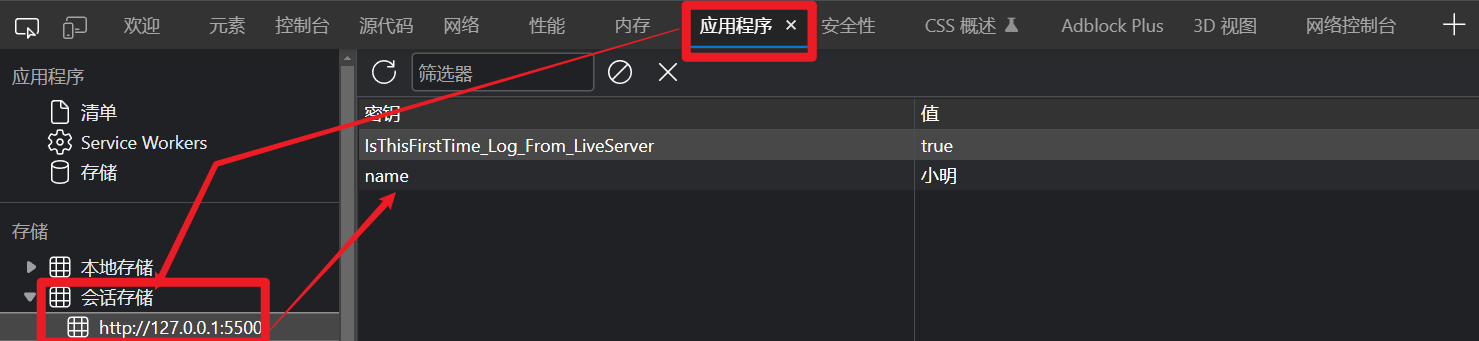 欢迎 元素 控制台 源代码 网络 性能 内存 应用程序 × 安全性 CSS 概述 Adblock Plus 3D 视图 网络控制台
应用程序
清单
Service Workers
存储
存储
本地存储
会话存储
http://127.0.0.1:5500
筛选器
密钥 值
IsThisFirstTime_Log_From_LiveServer true
name 小明